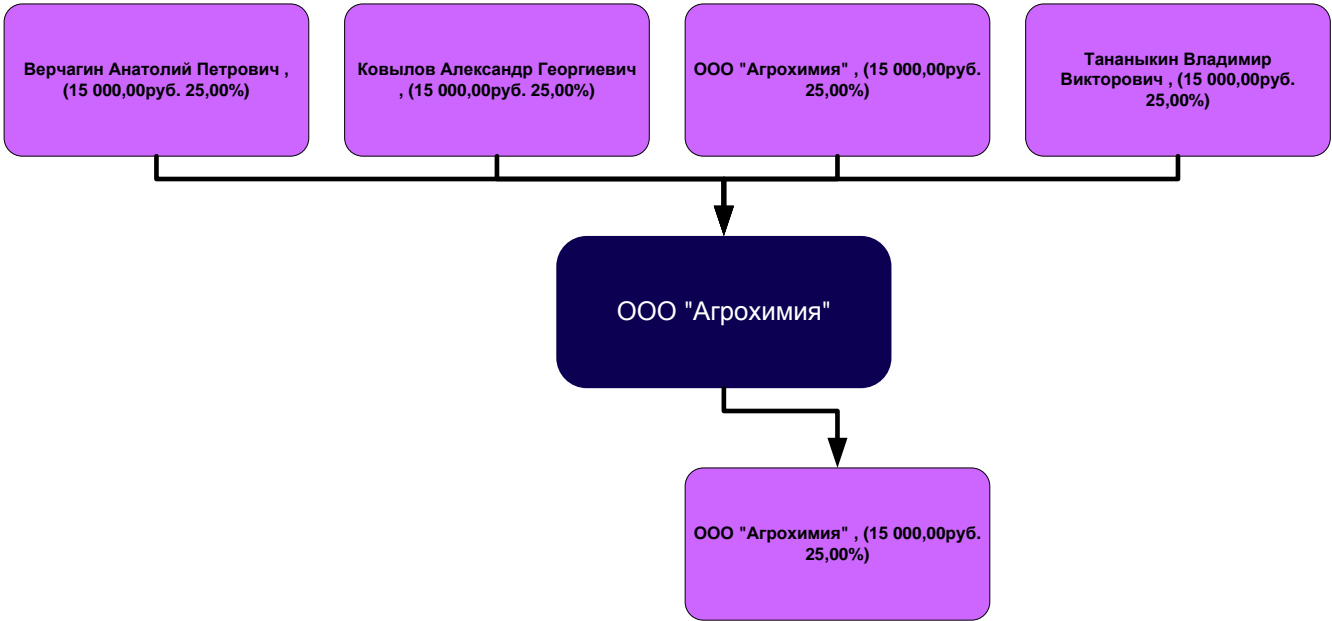 Верчагин Анатолий Петрович ,
(15 000,00руб. 25,00%)
Ковылов Александр Георгиевич
, (15 000,00руб. 25,00%)
ООО "Агрохимия" , (15 000,00руб.
25,00%)
Тананыкин Владимир
Викторович , (15 000,00руб.
25,00%)
ООО "Агрохимия"
ООО "Агрохимия" , (15 000,00руб.
25,00%)